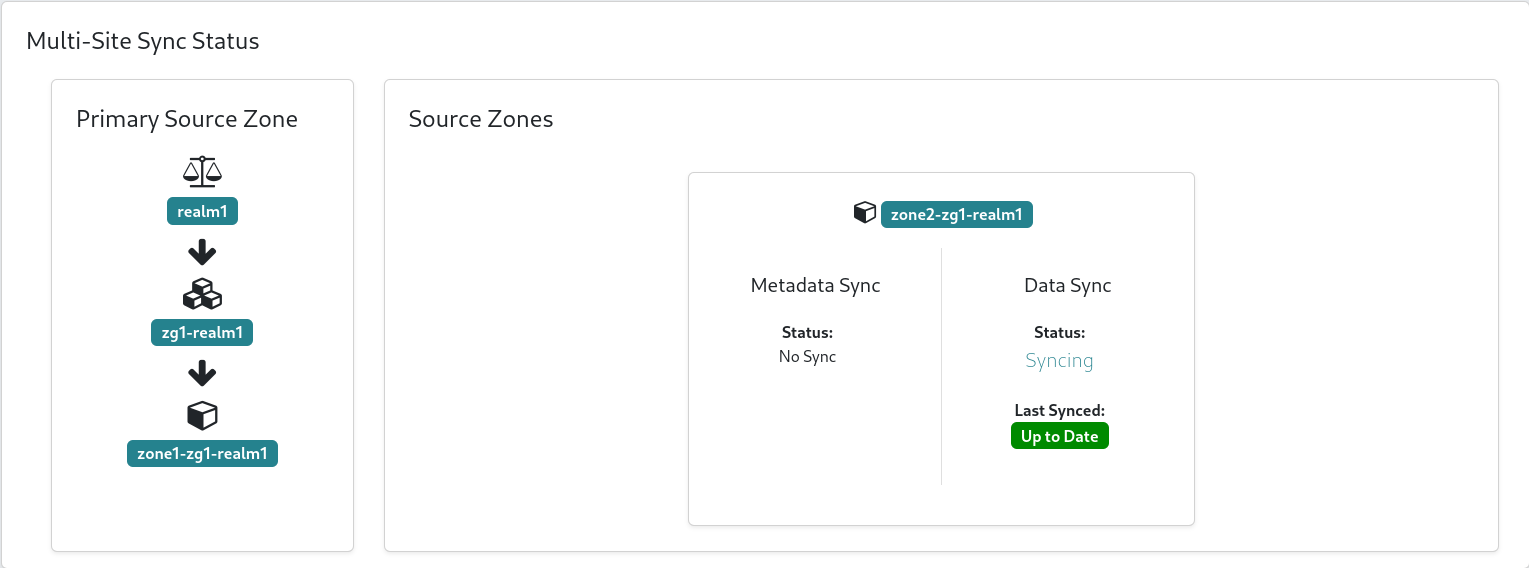 Multi-Site Sync Status
Primary Source Zone
realm1
zg1-realm1
zone1-zg1-realm1
Source Zones
zone2-zg1-realm1
Metadata Sync
Status:
No Sync
Data Sync
Status:
Syncing
Last Synced:
Up to Date